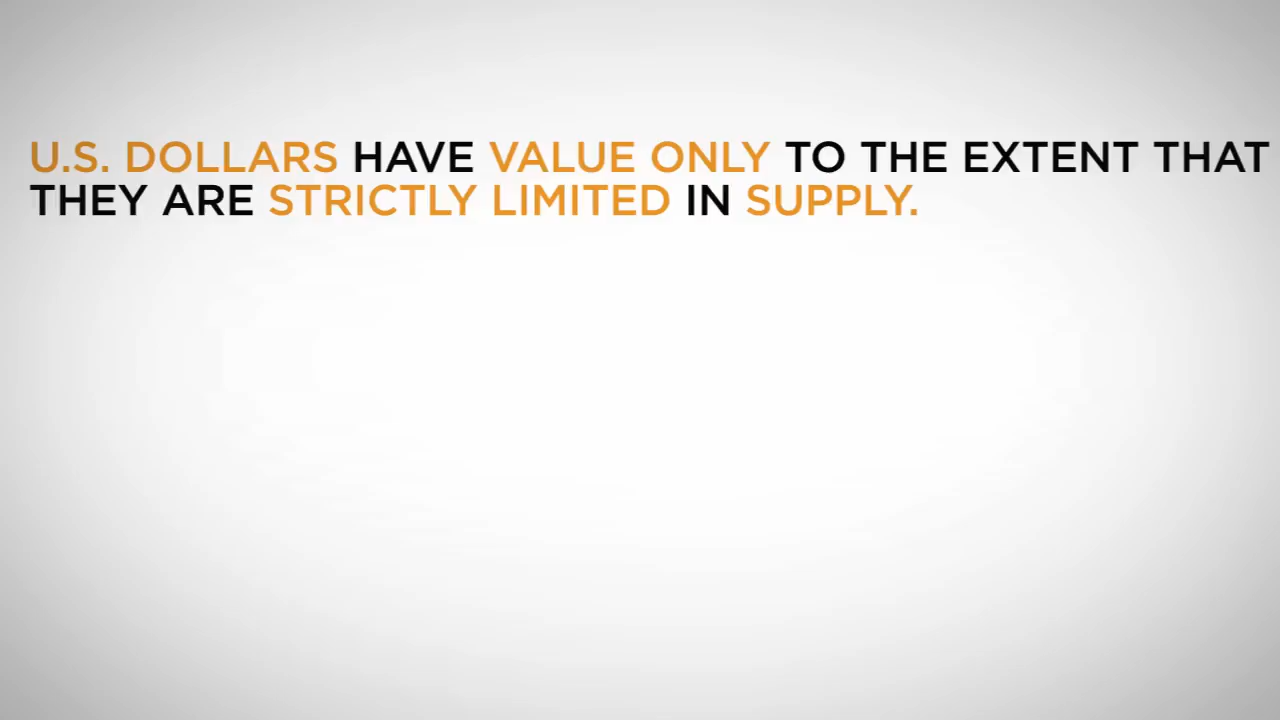 U.S. DOLLARS HAVE VALUE ONLY TO THE EXTENT THAT
THEY ARE STRICTLY LIMITED IN SUPPLY.